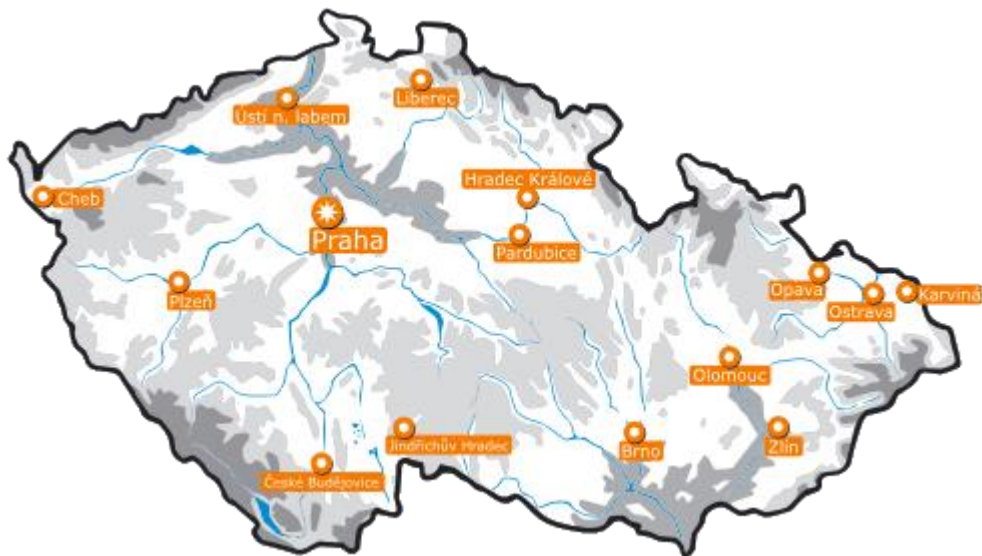 Liberec
Ústí n. labem
Hradec Králové
Cheb
Praha
Pardubice
Opava
Karviná
Plzeň
Ostrava
Olomouc
Jindřichův Hradec
Brno
Zlín
České Budějovice